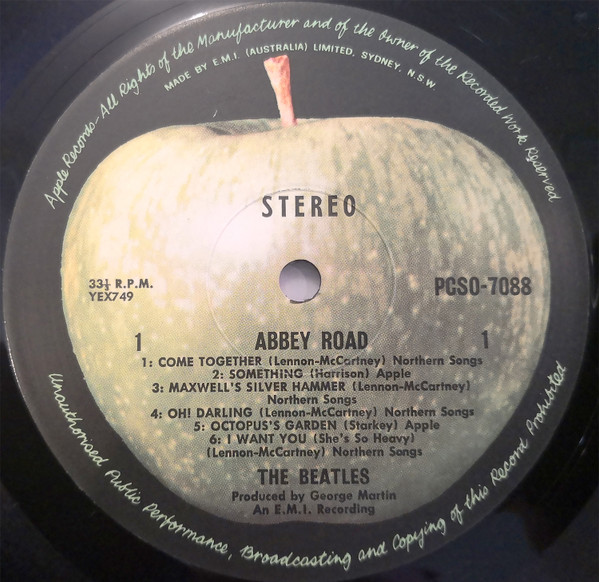 Apple Records-All Rights of the Manufacturer and of the Owner of the Recorded Work Reserved
MADE BY E.M.I. (AUSTRALIA) LIMITED, SYDNEY, N.S.W.
STEREO
33⅓ R.P.M.
YEX749
PCSO-7088
1 ABBEY ROAD 1
1: COME TOGETHER (Lennon-McCartney) Northern Songs
2: SOMETHING (Harrison) Apple
3: MAXWELL'S SILVER HAMMER (Lennon-McCartney)
Northern Songs
4: OH! DARLING (Lennon-McCartney) Northern Songs
5: OCTOPUS'S GARDEN (Starkey) Apple
6: I WANT YOU (She's So Heavy)
(Lennon-McCartney) Northern Songs
THE BEATLES
Produced by George Martin
An E.M.I. Recording
Unauthorised Public Performance, Broadcasting and Copying of this Record Prohibited